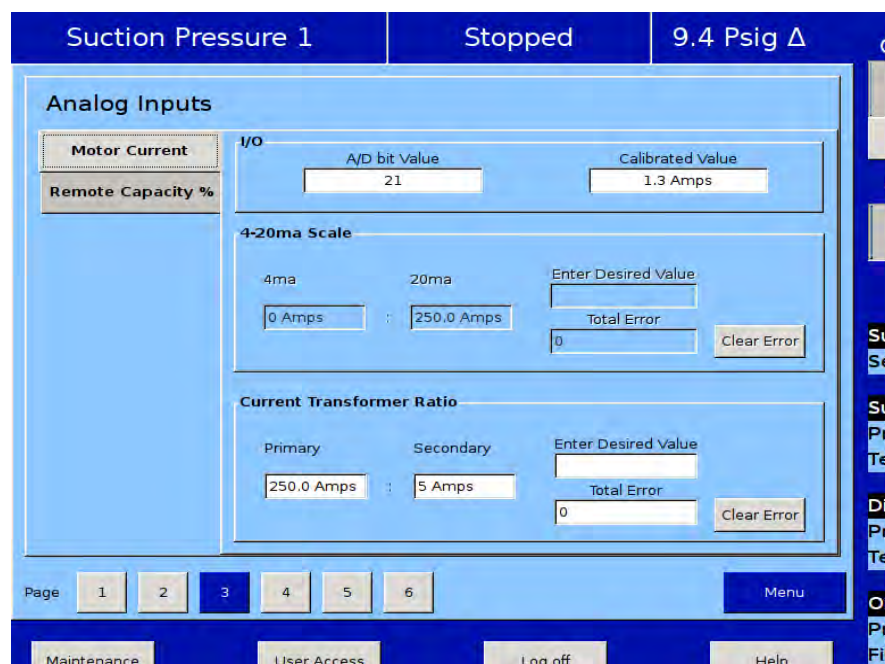 Suction Pressure 1
Stopped
9.4 Psig Δ
Analog Inputs
Motor Current
Remote Capacity %
I/O
A/D bit Value
Calibrated Value
21
1.3 Amps
4-20ma Scale
4ma
20ma
Enter Desired Value
0 Amps
:
250.0 Amps
Total Error
0
Clear Error
Current Transformer Ratio
Primary
Secondary
Enter Desired Value
250.0 Amps
:
5 Amps
Total Error
0
Clear Error
Page
1
2
3
4
5
6
Menu
Maintenance
User Access
Log off
Help